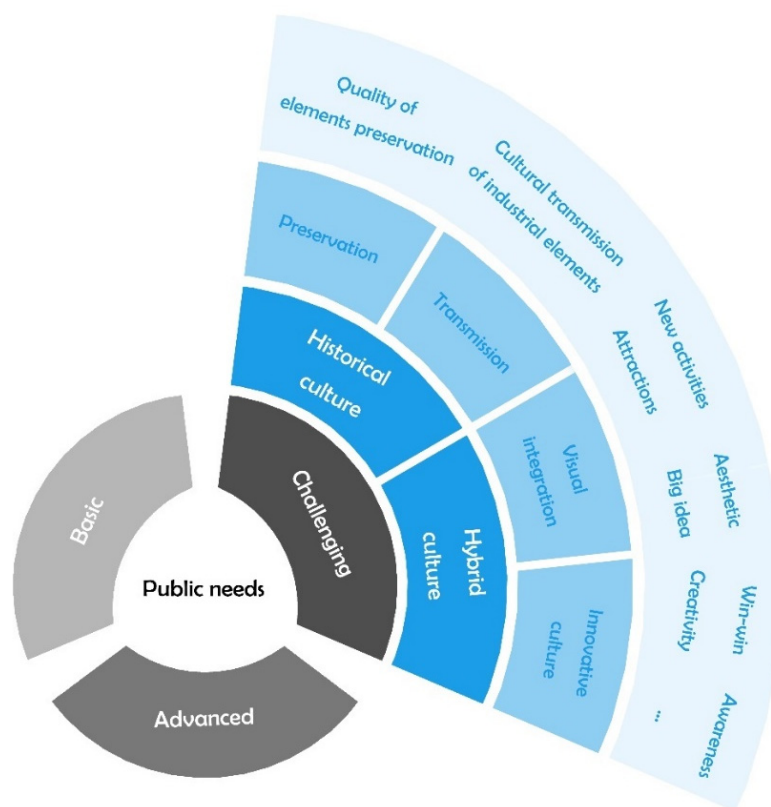 Quality of
elements preservation
Cultural transmission
of industrial elements
New activities
Attractions
Aesthetic
Big idea
Win-win
Creativity
Awareness
...
Preservation
Transmission
Visual
integration
Innovative
culture
Historical
culture
Hybrid
culture
Challenging
Basic
Public needs
Advanced